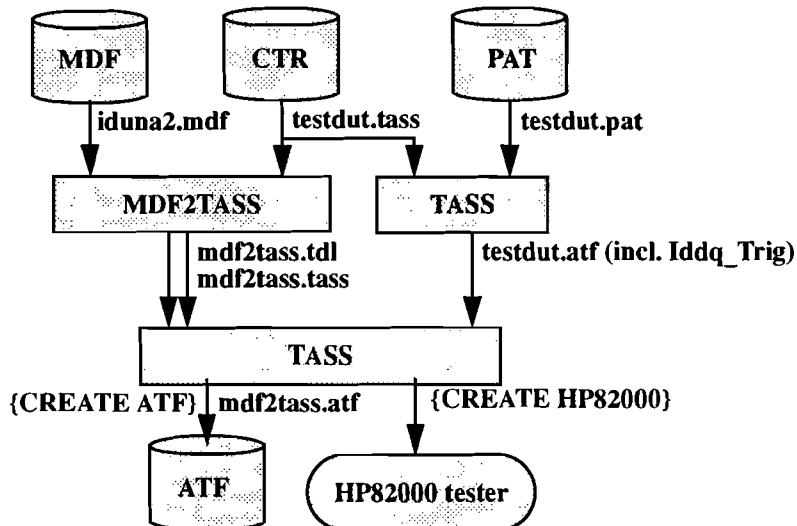 MDF
CTR
PAT
iduna2.mdf
testdut.tass
testdut.pat
MDF2TASS
TASS
mdf2tass.tdl
mdf2tass.tass
testdut.atf (incl. Iddq_Trig)
TASS
{CREATE ATF}
mdf2tass.atf
{CREATE HP82000}
ATF
HP82000 tester